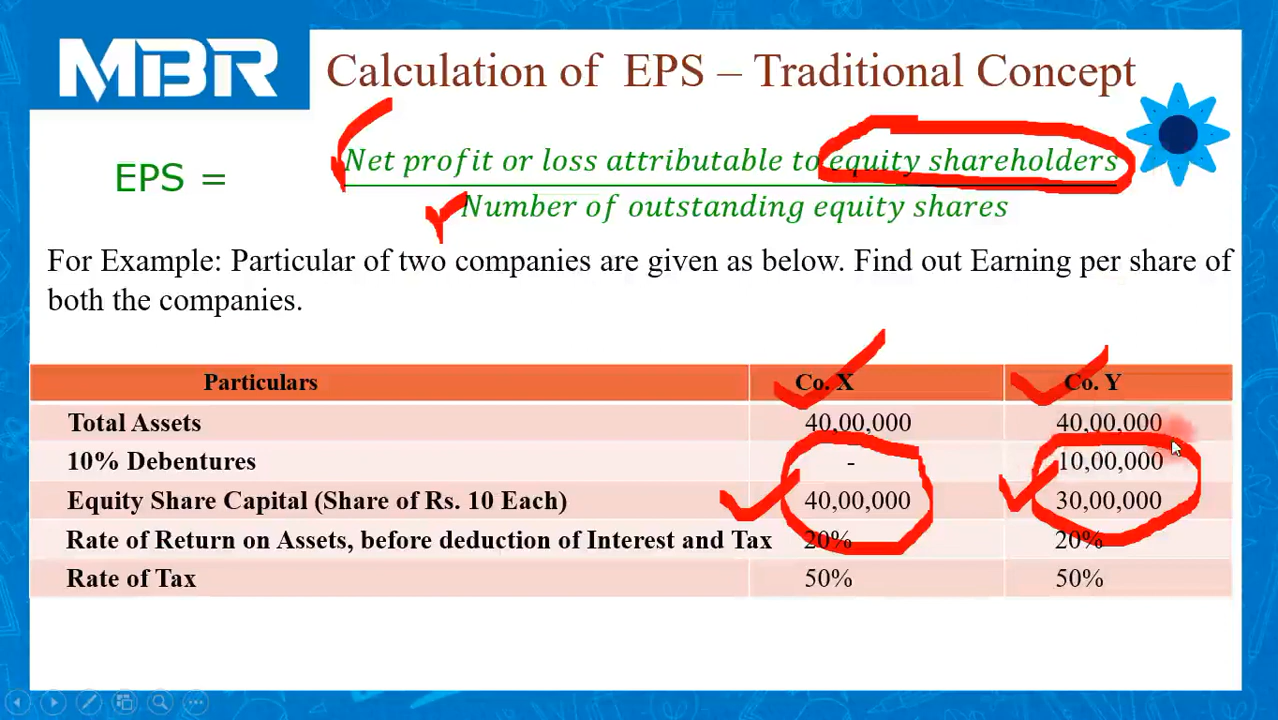 MBR
Calculation of EPS – Traditional Concept
EPS =
Net profit or loss attributable to equity shareholders
Number of outstanding equity shares
For Example: Particular of two companies are given as below. Find out Earning per share of
both the companies.
Particulars Co. X Co. Y
Total Assets 40,00,000 40,00,000
10% Debentures - 10,00,000
Equity Share Capital (Share of Rs. 10 Each) 40,00,000 30,00,000
Rate of Return on Assets, before deduction of Interest and Tax 20% 20%
Rate of Tax 50% 50%